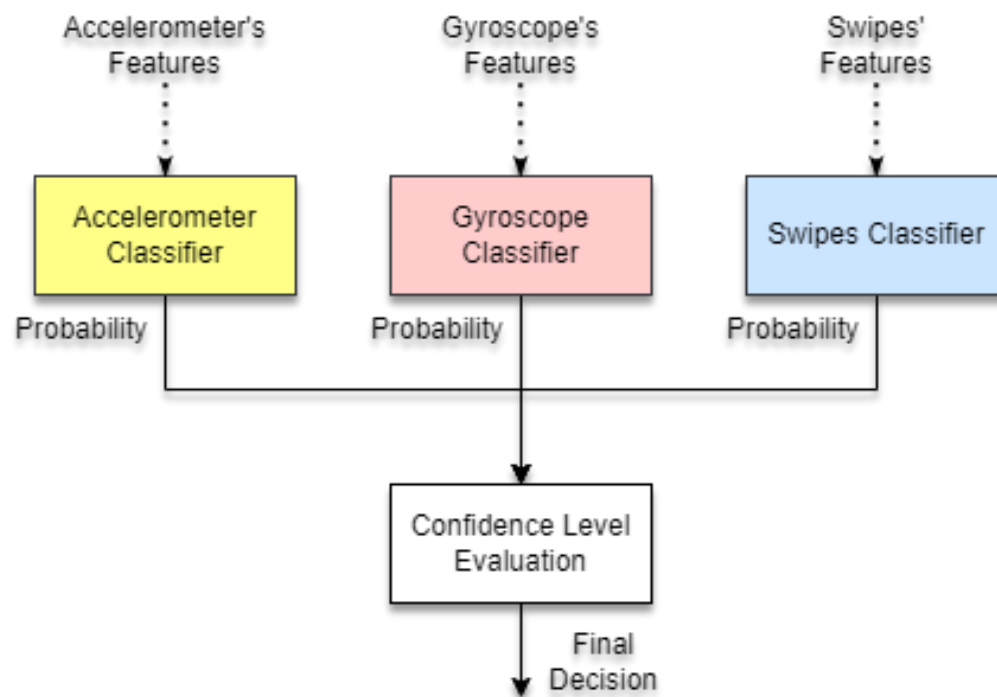 Accelerometer's
Features
Gyroscope's
Features
Swipes'
Features
Accelerometer
Classifier
Gyroscope
Classifier
Swipes Classifier
Probability
Probability
Probability
Confidence Level
Evaluation
Final
Decision